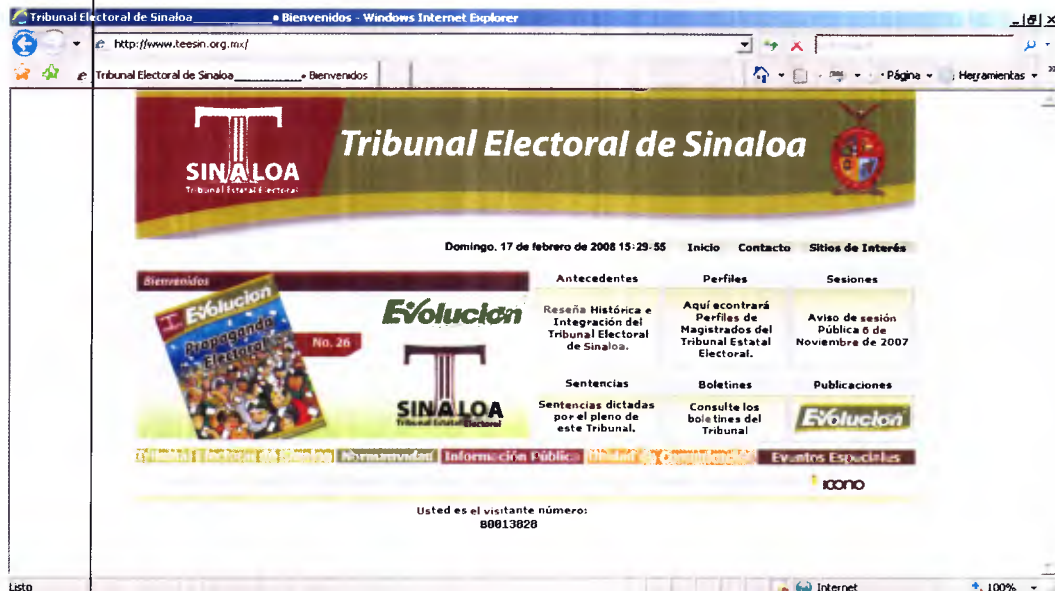 Tribunal Electoral de Sinaloa____________• Bienvenidos - Windows Internet Explorer
http://www.teesin.org.mx/
Tribunal Electoral de Sinaloa____________• Bienvenidos
Página
Herramientas
SINALOA
Tribunal Estatal Electoral
Tribunal Electoral de Sinaloa
Domingo, 17 de febrero de 2008 15:29:55 Inicio Contacto Sitios de Interés
Bienvenidos
Evolucion
Propaganda
Electoral
No. 26
Evolución
SINALOA
Tribunal Estatal Electoral
Antecedentes
Reseña Histórica e
Integración del
Tribunal Electoral
de Sinaloa.
Perfiles
Aquí econtrará
Perfiles de
Magistrados del
Tribunal Estatal
Electoral.
Sesiones
Aviso de sesión
Pública 6 de
Noviembre de 2007
Sentencias
Sentencias dictadas
por el pleno de
este Tribunal.
Boletines
Consulte los
boletines del
Tribunal
Publicaciones
Evolucion
Normatividad Información Pública Eventos Especiales
icono
Usted es el visitante número:
80013828
Listo
Internet
100%